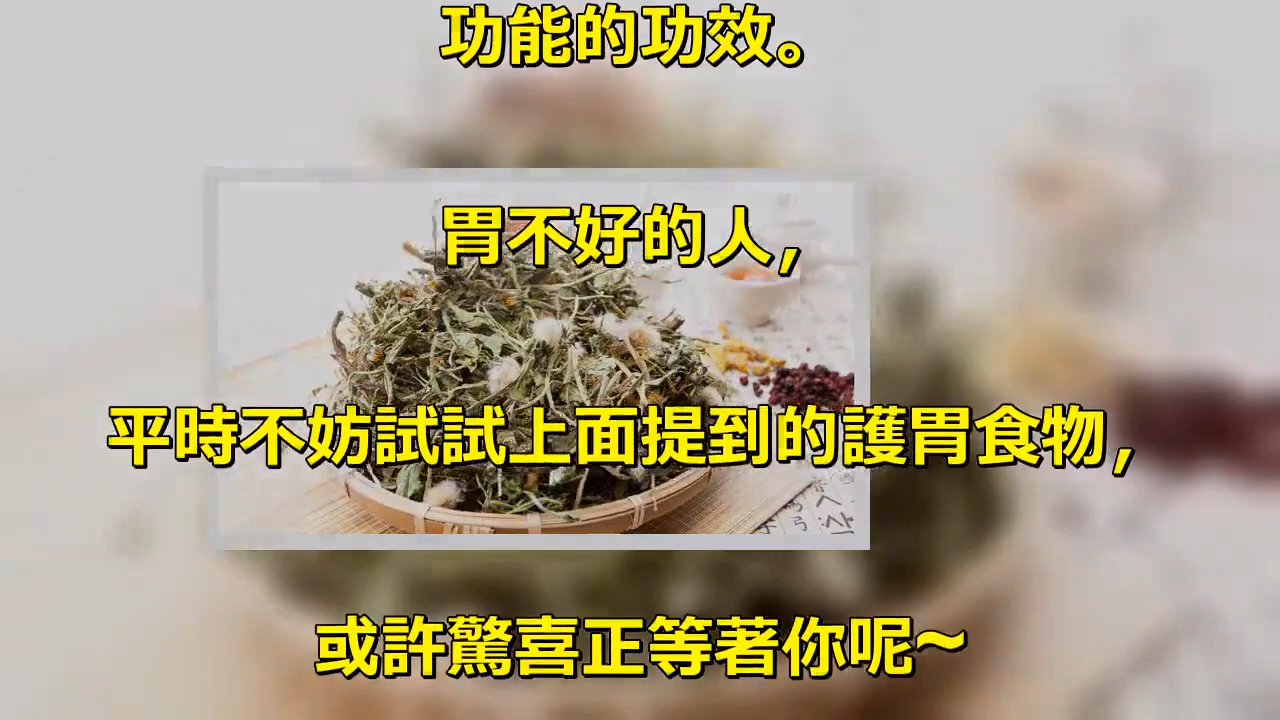 功能的功效。
胃不好的人，
平時不妨試試上面提到的護胃食物，
或許驚喜正等著你呢~